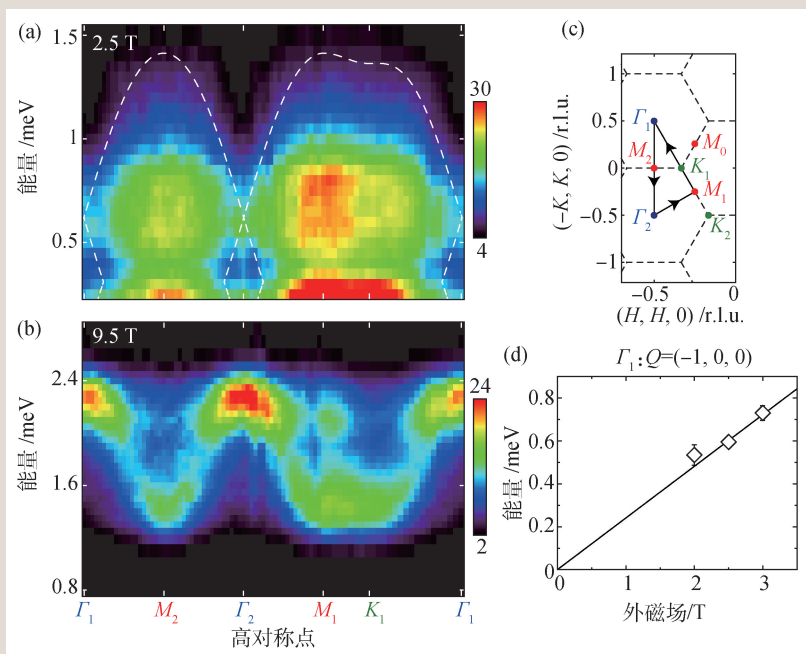 (a)
2.5 T
1.5
1
0.5
能量 /meV
30
4
(b)
9.5 T
2.4
1.6
0.8
能量 /meV
24
2
Γ1 M2 Γ2 M1 K1 Γ1
高对称点
(c)
1
0.5
0
−0.5
−1
(−K, K, 0) /r.l.u.
Γ1
M2
M0
K1
M1
Γ2
K2
−0.5 0
(H, H, 0) /r.l.u.
(d)
Γ1:Q=(−1, 0, 0)
0.8
0.6
0.4
0.2
0
能量 /meV
0 1 2 3
外磁场/T